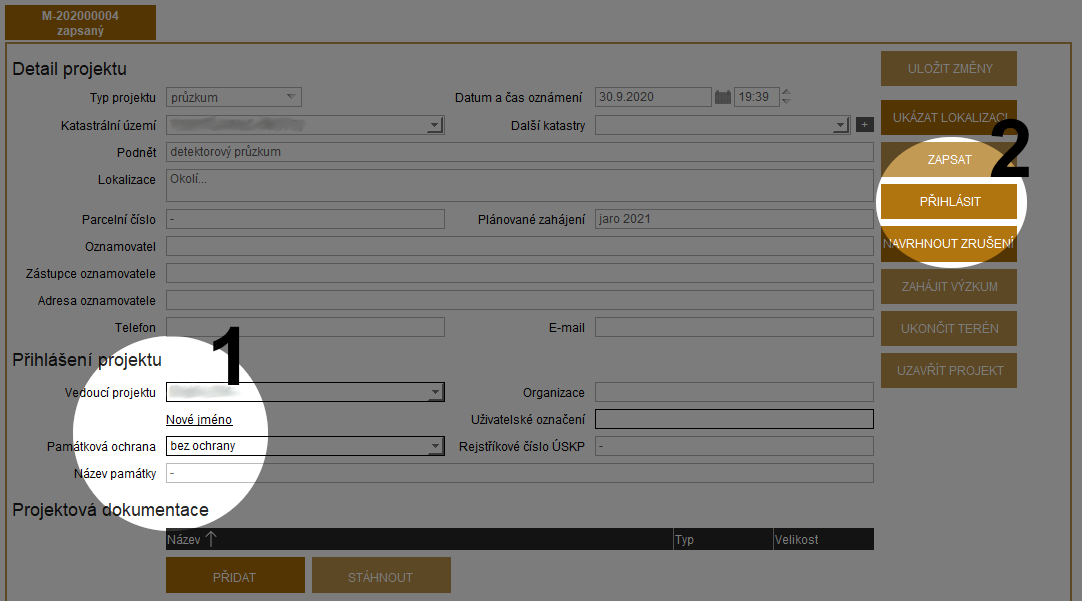 M-202000004
zapsaný
Detail projektu
Typ projektu průzkum Datum a čas oznámení 30.9.2020 19:39
Katastrální území Další katastry +
Podnět detektorový průzkum
Lokalizace Okolí...
Parcelní číslo - Plánované zahájení jaro 2021
Oznamovatel
Zástupce oznamovatele
Adresa oznamovatele
Telefon E-mail
Přihlášení projektu
1
Vedoucí projektu Organizace
Nové jméno Uživatelské označení
Památková ochrana bez ochrany Rejstříkové číslo ÚSKP -
Název památky -
Projektová dokumentace
Název Typ Velikost
PŘIDAT STÁHNOUT
ULOŽIT ZMĚNY
UKÁZAT LOKALIZACI
2
ZAPSAT
PŘIHLÁSIT
NAVRHNOUT ZRUŠENÍ
ZAHÁJIT VÝZKUM
UKONČIT TERÉN
UZAVŘÍT PROJEKT